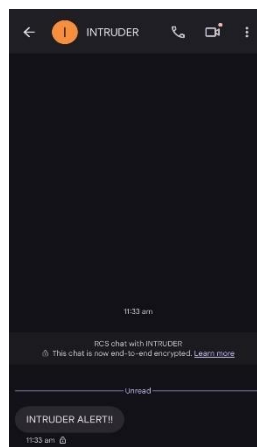 INTRUDER
11:33 am
RCS chat with INTRUDER
This chat is now end-to-end encrypted. Learn more
Unread
INTRUDER ALERT!!
11:33 am